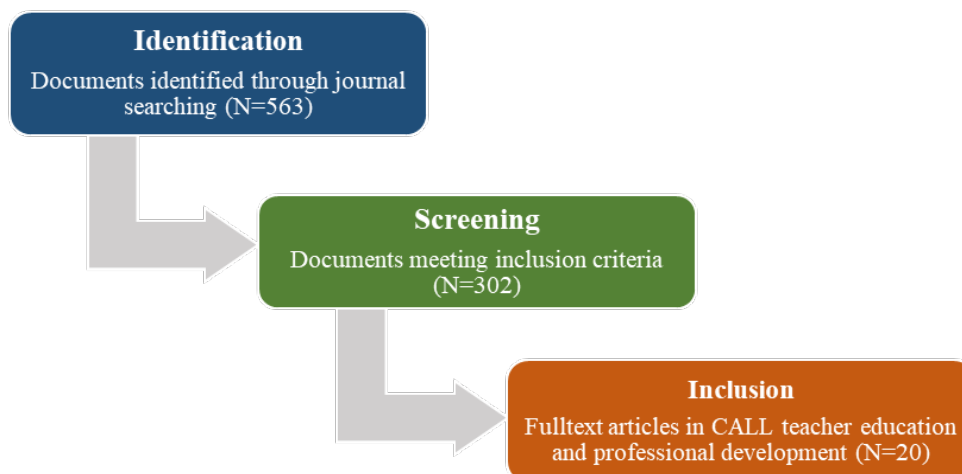 Identification
Documents identified through journal
searching (N=563)
Screening
Documents meeting inclusion criteria
(N=302)
Inclusion
Fulltext articles in CALL teacher education
and professional development (N=20)